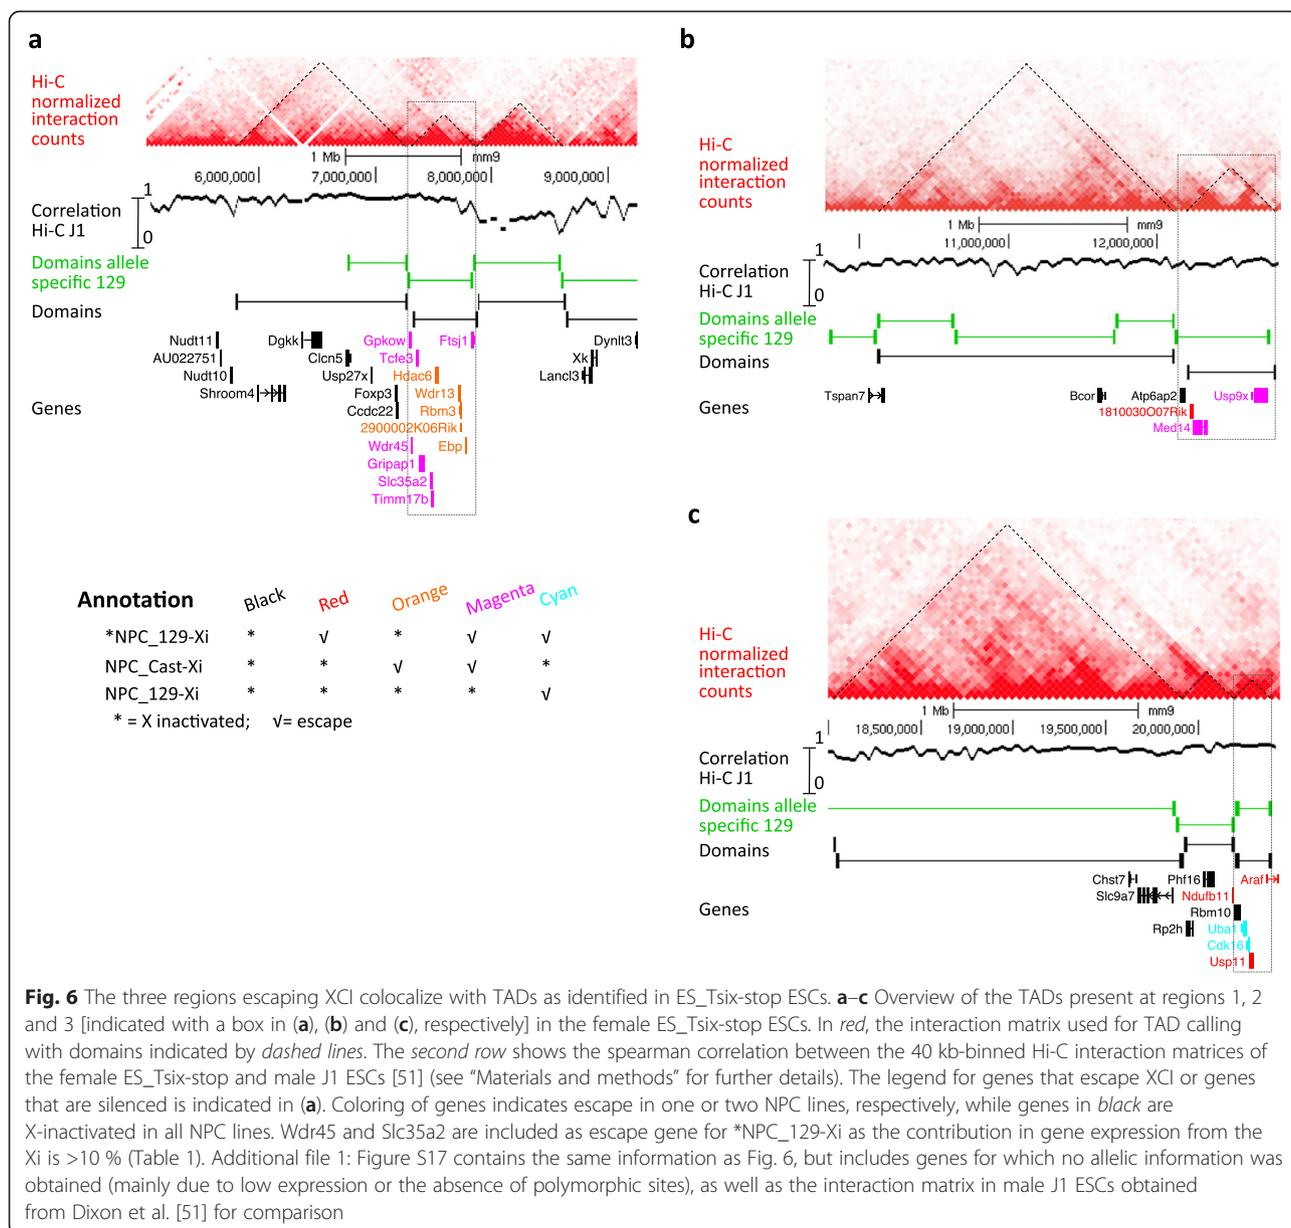 a
Hi-C
normalized
interaction
counts
1 Mb mm9
6,000,000 7,000,000 8,000,000 9,000,000
1
Correlation
Hi-C J1
0
Domains allele
specific 129
Domains
Nudt11 Dgkk Gpkow Ftsj1 Dynlt3
AU022751 Clcn5 Tcfe3 Xk
Nudt10 Usp27x Hdac6 Lancl3
Shroom4 Foxp3 Wdr13
Genes
Ccdc22 Rbm3
2900002K06Rik
Wdr45 Ebp
Gripap1
Slc35a2
Timm17b
Annotation Black Red Orange Magenta Cyan
*NPC_129-Xi * √ * √ √
NPC_Cast-Xi * * √ √ *
NPC_129-Xi * * * * √
* = X inactivated; √= escape
b
Hi-C
normalized
interaction
counts
1 Mb mm9
11,000,000 12,000,000
1
Correlation
Hi-C J1
0
Domains allele
specific 129
Domains
Genes
Tspan7 Bcor Atp6ap2 Usp9x
1810030O07Rik
Med14
c
Hi-C
normalized
interaction
counts
1 Mb mm9
18,500,000 19,000,000 19,500,000 20,000,000
1
Correlation
Hi-C J1
0
Domains allele
specific 129
Domains
Chst7 Phf16 Araf
Slc9a7 Ndufb11
Genes
Rbm10
Rp2h Uba1
Cdk16
Usp11
Fig. 6 The three regions escaping XCI colocalize with TADs as identified in ES_Tsix-stop ESCs. a–c Overview of the TADs present at regions 1, 2
and 3 [indicated with a box in (a), (b) and (c), respectively] in the female ES_Tsix-stop ESCs. In red, the interaction matrix used for TAD calling
with domains indicated by dashed lines. The second row shows the spearman correlation between the 40 kb-binned Hi-C interaction matrices of
the female ES_Tsix-stop and male J1 ESCs [51] (see “Materials and methods” for further details). The legend for genes that escape XCI or genes
that are silenced is indicated in (a). Coloring of genes indicates escape in one or two NPC lines, respectively, while genes in black are
X-inactivated in all NPC lines. Wdr45 and Slc35a2 are included as escape gene for *NPC_129-Xi as the contribution in gene expression from the
Xi is >10 % (Table 1). Additional file 1: Figure S17 contains the same information as Fig. 6, but includes genes for which no allelic information was
obtained (mainly due to low expression or the absence of polymorphic sites), as well as the interaction matrix in male J1 ESCs obtained
from Dixon et al. [51] for comparison